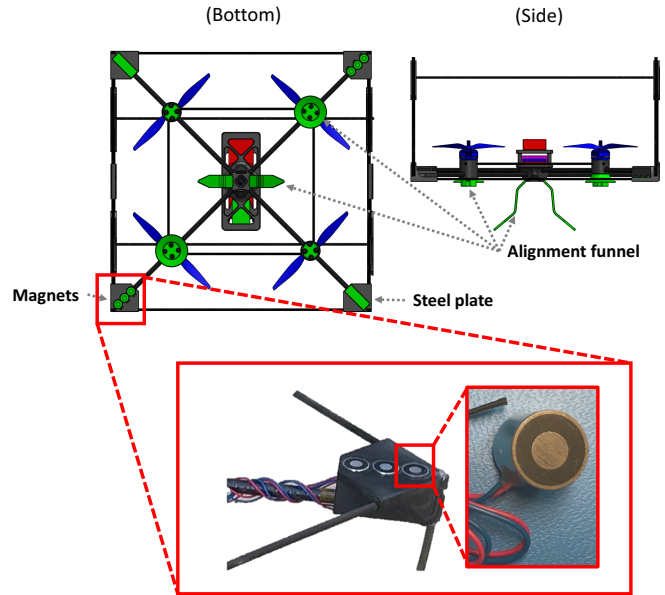 (Bottom)
(Side)
Alignment funnel
Magnets
Steel plate